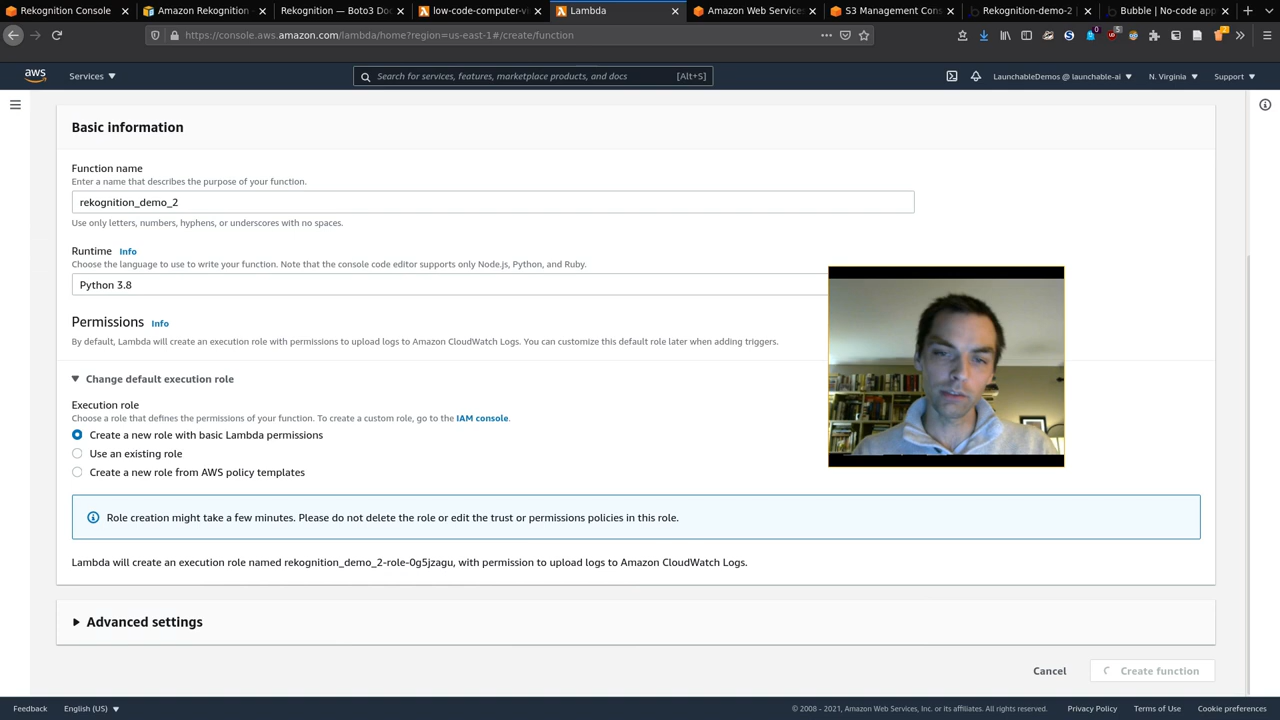 Rekognition Console
Amazon Rekognition
Rekognition — Boto3 Do
low-code-computer-vi
Lambda
Amazon Web Services
S3 Management Cons
Rekognition-demo-2
Bubble | No-code app
https://console.aws.amazon.com/lambda/home?region=us-east-1#/create/function
aws
Services
Search for services, features, marketplace products, and docs
[Alt+S]
LaunchableDemos @ launchable-ai
N. Virginia
Support
Basic information
Function name
Enter a name that describes the purpose of your function.
rekognition_demo_2
Use only letters, numbers, hyphens, or underscores with no spaces.
Runtime Info
Choose the language to use to write your function. Note that the console code editor supports only Node.js, Python, and Ruby.
Python 3.8
Permissions Info
By default, Lambda will create an execution role with permissions to upload logs to Amazon CloudWatch Logs. You can customize this default role later when adding triggers.
Change default execution role
Execution role
Choose a role that defines the permissions of your function. To create a custom role, go to the IAM console.
Create a new role with basic Lambda permissions
Use an existing role
Create a new role from AWS policy templates
Role creation might take a few minutes. Please do not delete the role or edit the trust or permissions policies in this role.
Lambda will create an execution role named rekognition_demo_2-role-0g5jzagu, with permission to upload logs to Amazon CloudWatch Logs.
Advanced settings
Cancel
Create function
Feedback
English (US)
© 2008 - 2021, Amazon Web Services, Inc. or its affiliates. All rights reserved.
Privacy Policy
Terms of Use
Cookie preferences